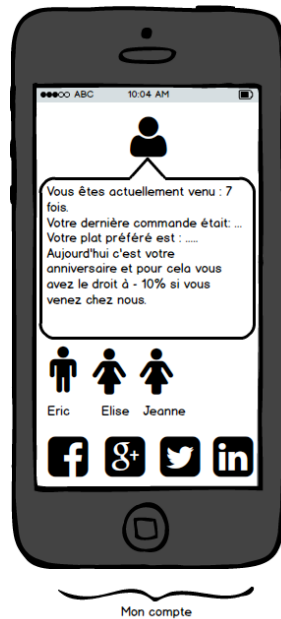 ABC 10:04 AM
Vous êtes actuellement venu : 7
fois.
Votre dernière commande était: ...
Votre plat préféré est : .....
Aujourd'hui c'est votre
anniversaire et pour cela vous
avez le droit à - 10% si vous
venez chez nous.
Eric Elise Jeanne
f g+ in
Mon compte